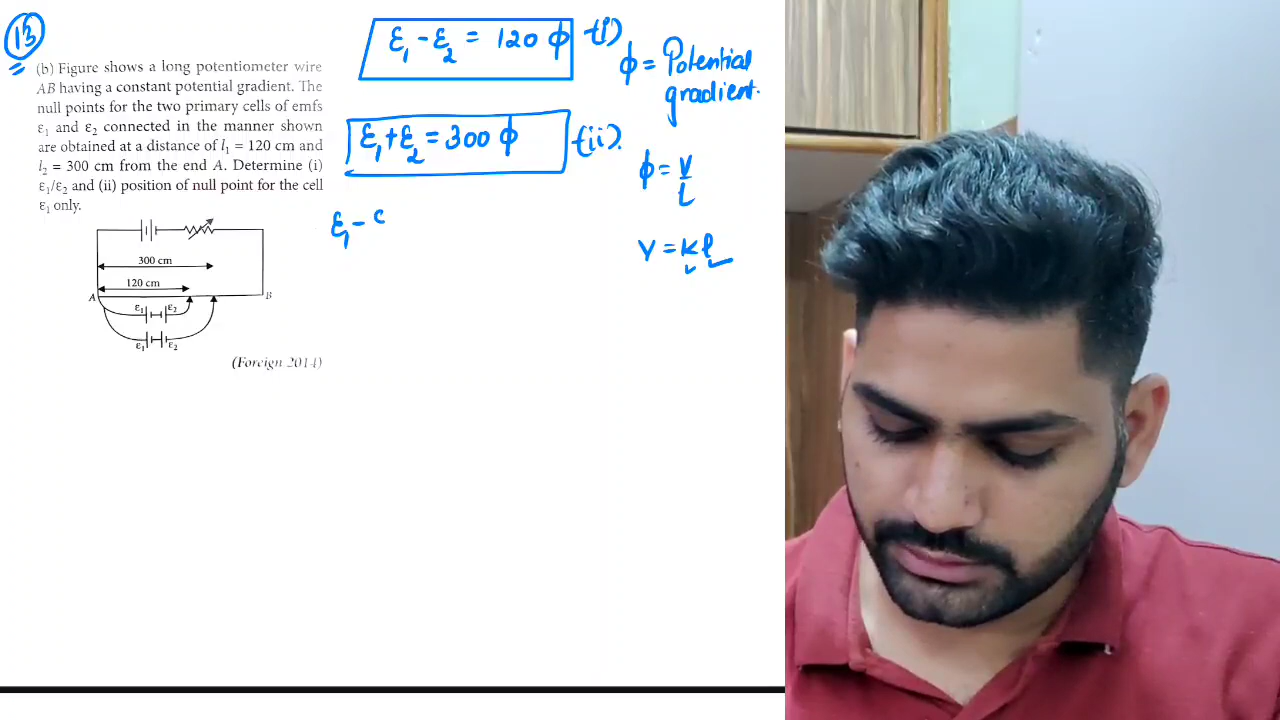 13
(b) Figure shows a long potentiometer wire
AB having a constant potential gradient. The
null points for the two primary cells of emfs
ε₁ and ε₂ connected in the manner shown
are obtained at a distance of l₁ = 120 cm and
l₂ = 300 cm from the end A. Determine (i)
ε₁/ε₂ and (ii) position of null point for the cell
ε₁ only.
300 cm
120 cm
A
B
ε₁ ε₂
ε₁ ε₂
(Foreign 2014)
ε₁ - ε₂ = 120 ϕ (i)
ε₁ + ε₂ = 300 ϕ (ii).
ε₁ -
ϕ = Potential
gradient.
ϕ = V/L
V = Kl